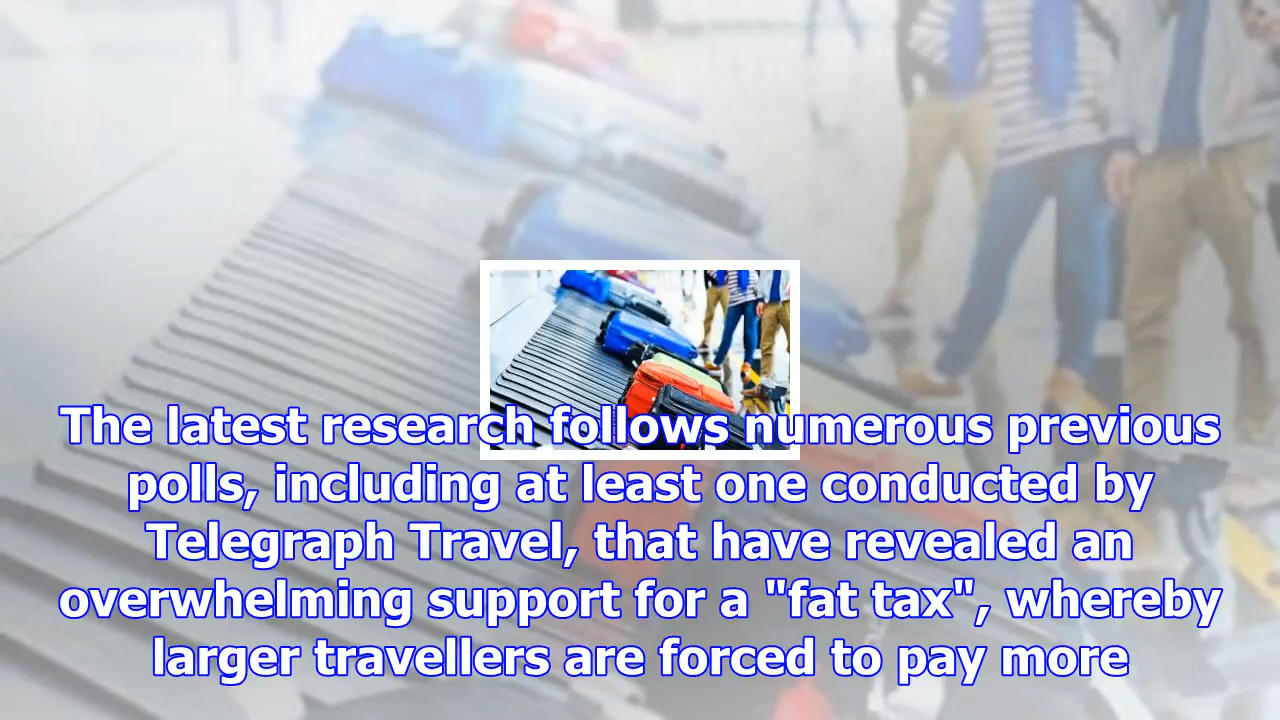 The latest research follows numerous previous
polls, including at least one conducted by
Telegraph Travel, that have revealed an
overwhelming support for a "fat tax", whereby
larger travellers are forced to pay more